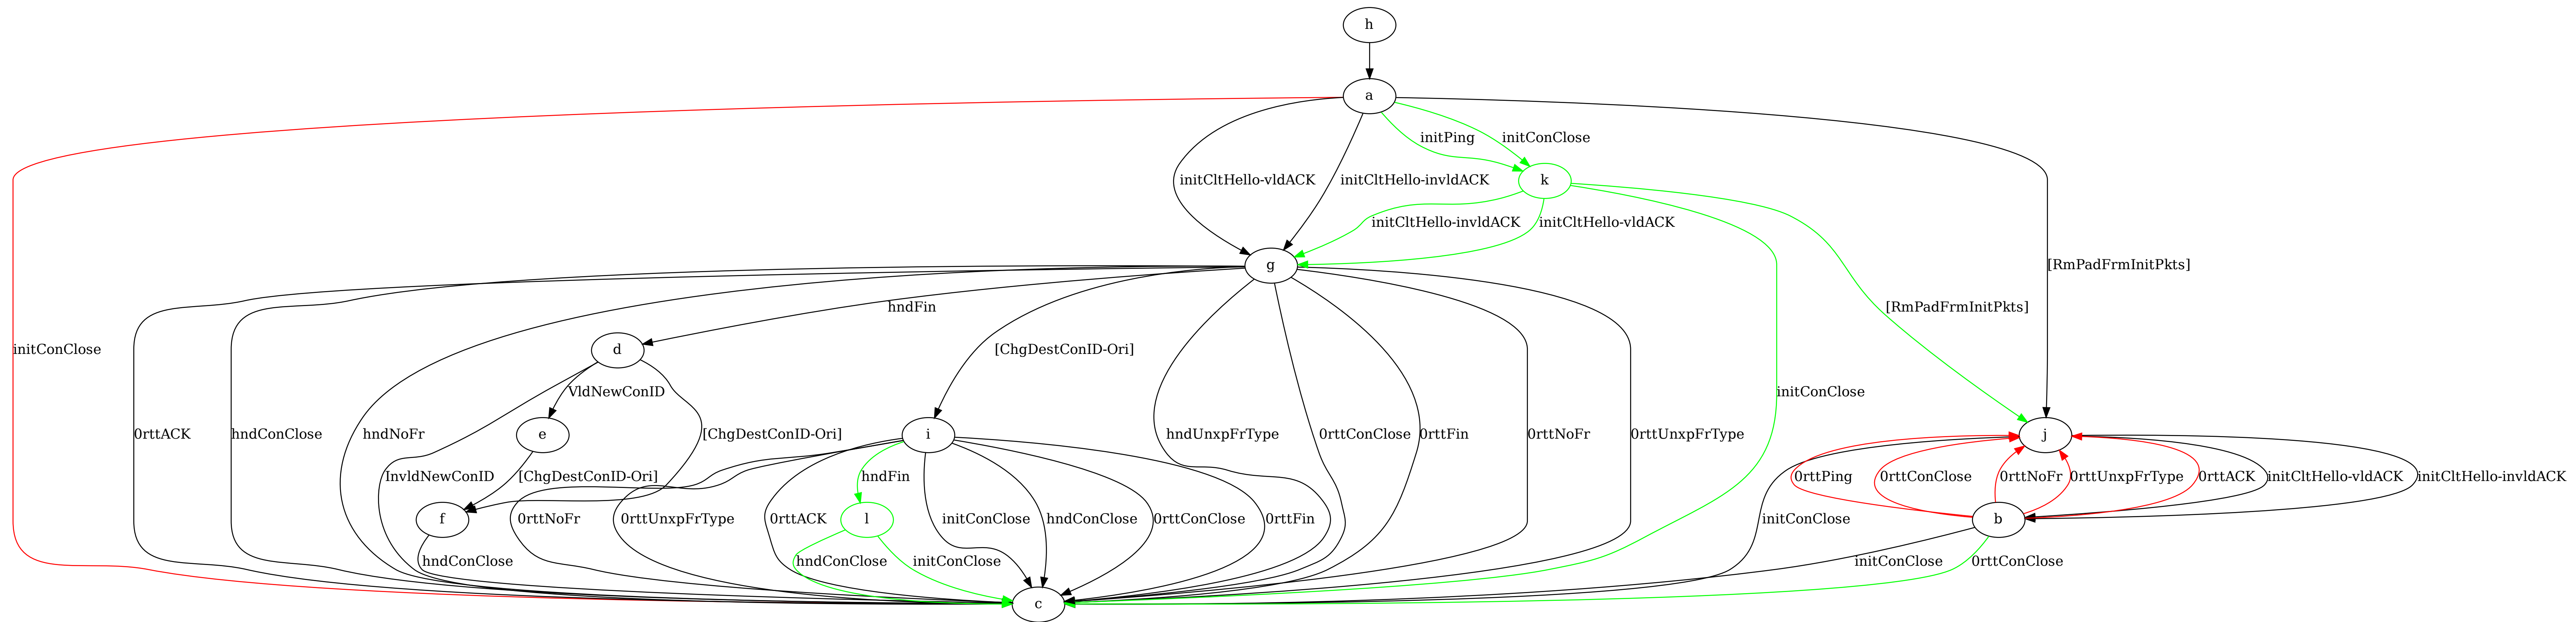 h
a
initPing
initConClose
initCltHello-vldACK
initCltHello-invldACK
k
initCltHello-invldACK
initCltHello-vldACK
g
[RmPadFrmInitPkts]
hndFin
[RmPadFrmInitPkts]
initConClose
d
[ChgDestConID-Ori]
VldNewConID
initConClose
0rttACK
hndConClose
hndNoFr
e
[ChgDestConID-Ori]
i
hndUnxpFrType
0rttConClose
0rttFin
0rttNoFr
0rttUnxpFrType
j
InvldNewConID
[ChgDestConID-Ori]
hndFin
0rttPing
0rttConClose
0rttNoFr
0rttUnxpFrType
0rttACK
initCltHello-vldACK
initCltHello-invldACK
f
0rttNoFr
0rttUnxpFrType
0rttACK
l
initConClose
hndConClose
0rttConClose
0rttFin
initConClose
b
hndConClose
hndConClose
initConClose
initConClose
0rttConClose
c